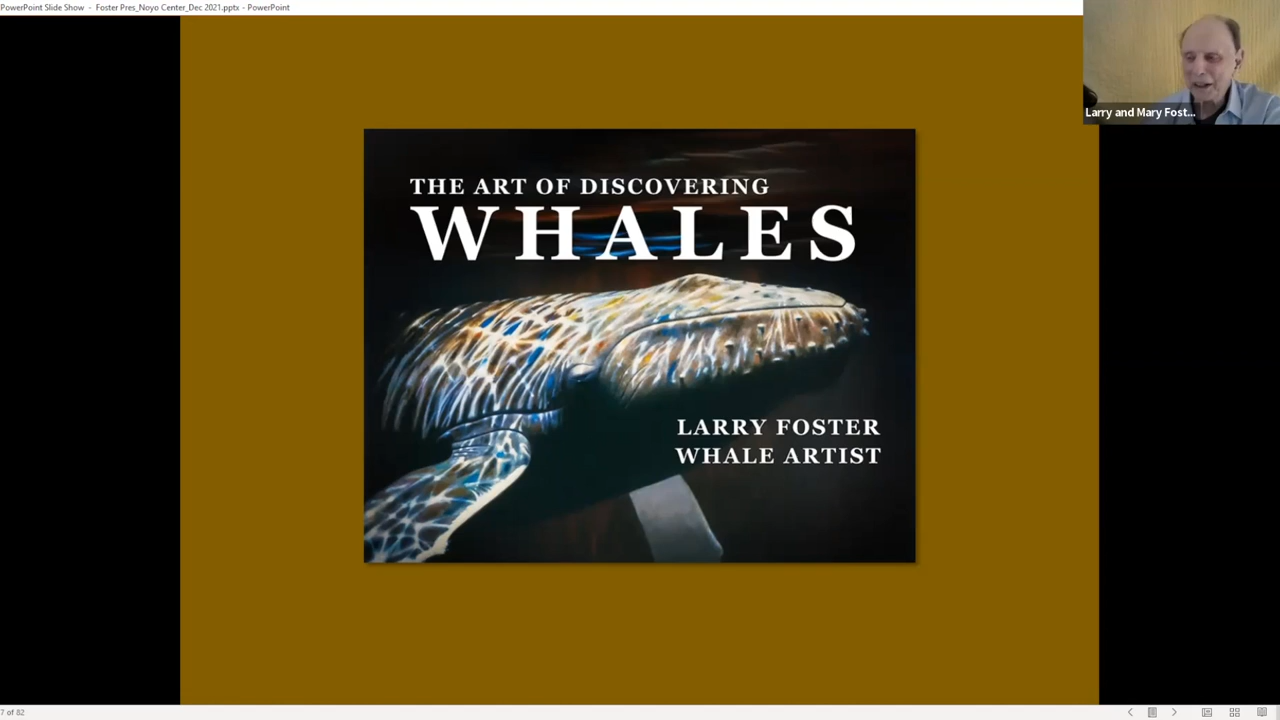 PowerPoint Slide Show - Foster Pres_Noyo Center_Dec 2021.pptx - PowerPoint
Larry and Mary Fost...
THE ART OF DISCOVERING
WHALES
LARRY FOSTER
WHALE ARTIST
7 of 82